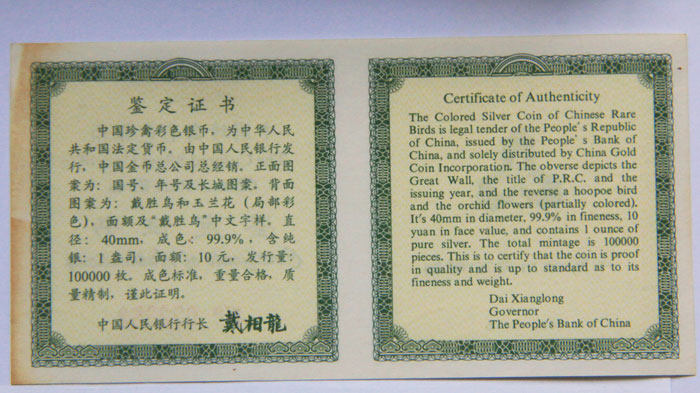 鉴定证书
中国珍禽彩色银币，为中华人民
共和国法定货币。由中国人民银行发
行，中国金币总公司总经销。正面图
案为：国号、年号及长城图案。背面
图案为：戴胜鸟和玉兰花（局部彩
色），面额及“戴胜鸟”中文字样。直
径：40mm，成色：99.9%，含纯
银：1盎司，面额：10元，发行量：
100000枚。成色标准，重量合格，质
量精制，谨此证明。
中国人民银行行长 戴相龍
Certificate of Authenticity
The Colored Silver Coin of Chinese Rare
Birds is legal tender of the People's Republic
of China, issued by the People's Bank of
China, and solely distributed by China Gold
Coin Incorporation. The obverse depicts the
Great Wall, the title of P.R.C. and the
issuing year, and the reverse a hoopoe bird
and the orchid flowers (partially colored).
It's 40mm in diameter, 99.9% in fineness, 10
yuan in face value, and contains 1 ounce of
pure silver. The total mintage is 100000
pieces. This is to certify that the coin is proof
in quality and is up to standard as to its
fineness and weight.
Dai Xianglong
Governor
The People's Bank of China